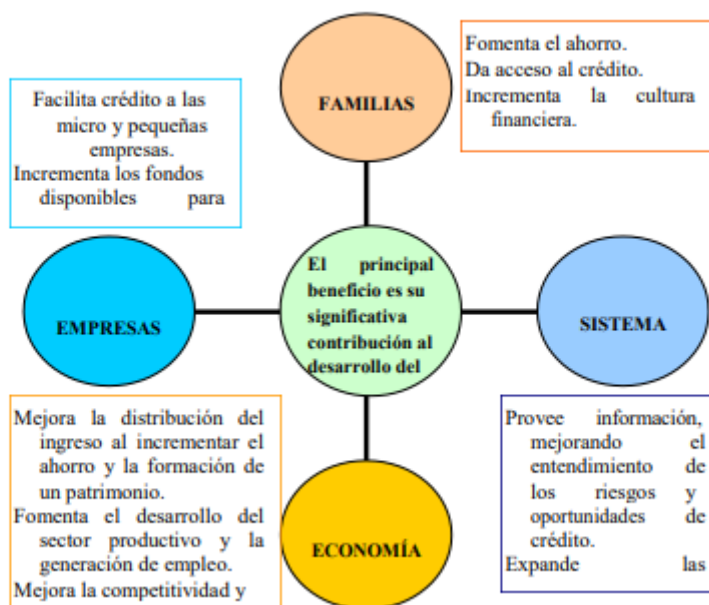 FAMILIAS
Fomenta el ahorro.
Da acceso al crédito.
Incrementa la cultura
financiera.
Facilita crédito a las
micro y pequeñas
empresas.
Incrementa los fondos
disponibles para
El principal
beneficio es su
significativa
contribución al
desarrollo del
EMPRESAS
SISTEMA
Mejora la distribución del
ingreso al incrementar el
ahorro y la formación de
un patrimonio.
Fomenta el desarrollo del
sector productivo y la
generación de empleo.
Mejora la competitividad y
ECONOMÍA
Provee información,
mejorando el
entendimiento de
los riesgos y
oportunidades de
crédito.
Expande las